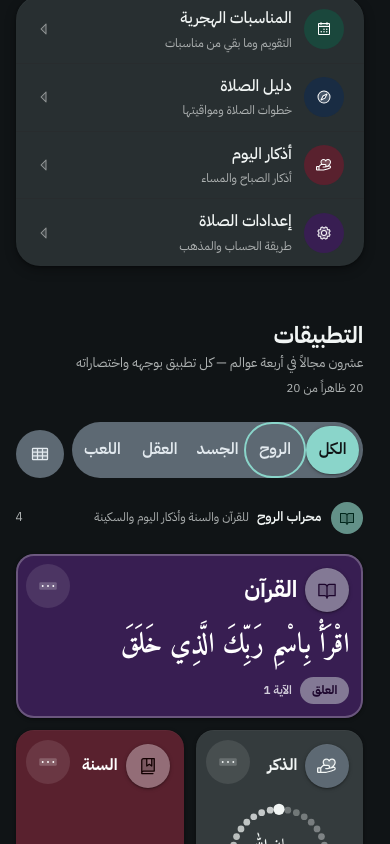 المناسبات الهجرية
التقويم وما بقي من مناسبات
دليل الصلاة
خطوات الصلاة ومواقيتها
أذكار اليوم
أذكار الصباح والمساء
إعدادات الصلاة
طريقة الحساب والمذهب
التطبيقات
عشرون مجالاً في أربعة عوالم — كل تطبيق بوجهه واختصاراته
20 ظاهراً من 20
الكل الروح الجسد العقل اللعب
محراب الروح للقرآن والسنة وأذكار اليوم والسكينة 4
القرآن
اقْرَأْ بِاسْمِ رَبِّكَ الَّذِي خَلَقَ
العلق الآية 1
الذكر
السنة